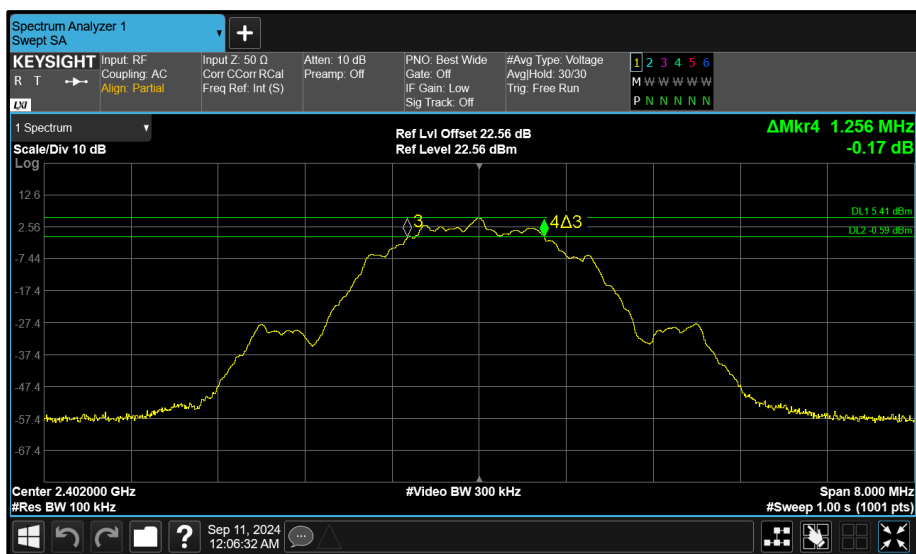 Spectrum Analyzer 1
Swept SA
+
KEYSIGHT
R T
LXI
Input: RF
Coupling: AC
Align: Partial
Input Z: 50 Ω
Corr CCorr RCal
Freq Ref: Int (S)
Atten: 10 dB
Preamp: Off
PNO: Best Wide
Gate: Off
IF Gain: Low
Sig Track: Off
#Avg Type: Voltage
Avg|Hold: 30/30
Trig: Free Run
1 2 3 4 5 6
M W W W W W
P N N N N N
1 Spectrum
Scale/Div 10 dB
Log
Ref Lvl Offset 22.56 dB
Ref Level 22.56 dBm
ΔMkr4 1.256 MHz
-0.17 dB
12.6
2.56
-7.44
-17.4
-27.4
-37.4
-47.4
-57.4
-67.4
3
4Δ3
DL1 5.41 dBm
DL2 -0.59 dBm
Center 2.402000 GHz
#Res BW 100 kHz
#Video BW 300 kHz
Span 8.000 MHz
#Sweep 1.00 s (1001 pts)
?
Sep 11, 2024
12:06:32 AM